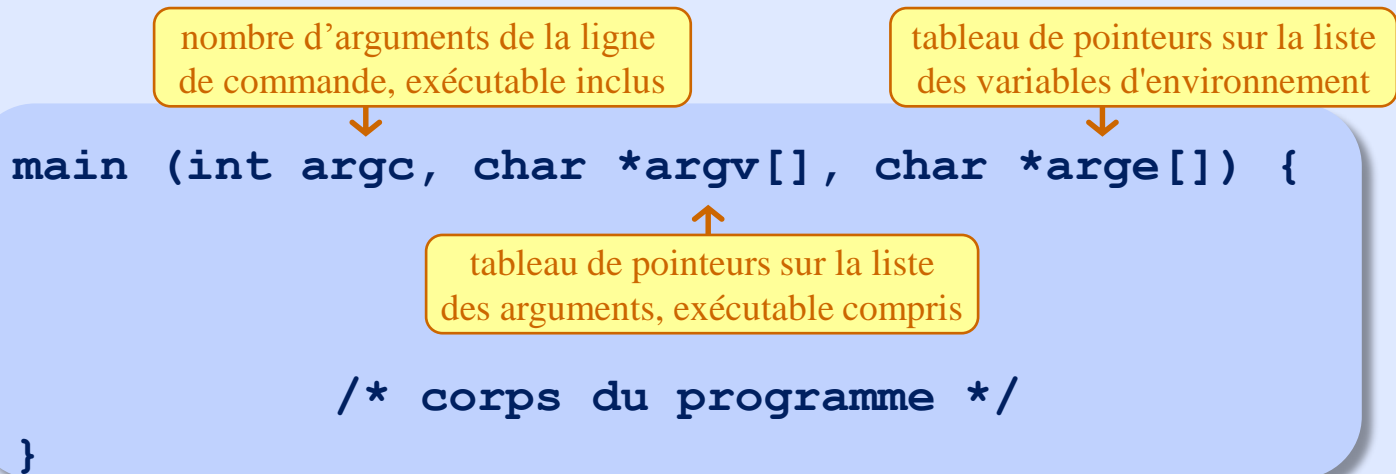 nombre d’arguments de la ligne
de commande, exécutable inclus
tableau de pointeurs sur la liste
des variables d'environnement
main (int argc, char *argv[], char *arge[]) {
tableau de pointeurs sur la liste
des arguments, exécutable compris
/* corps du programme */
}